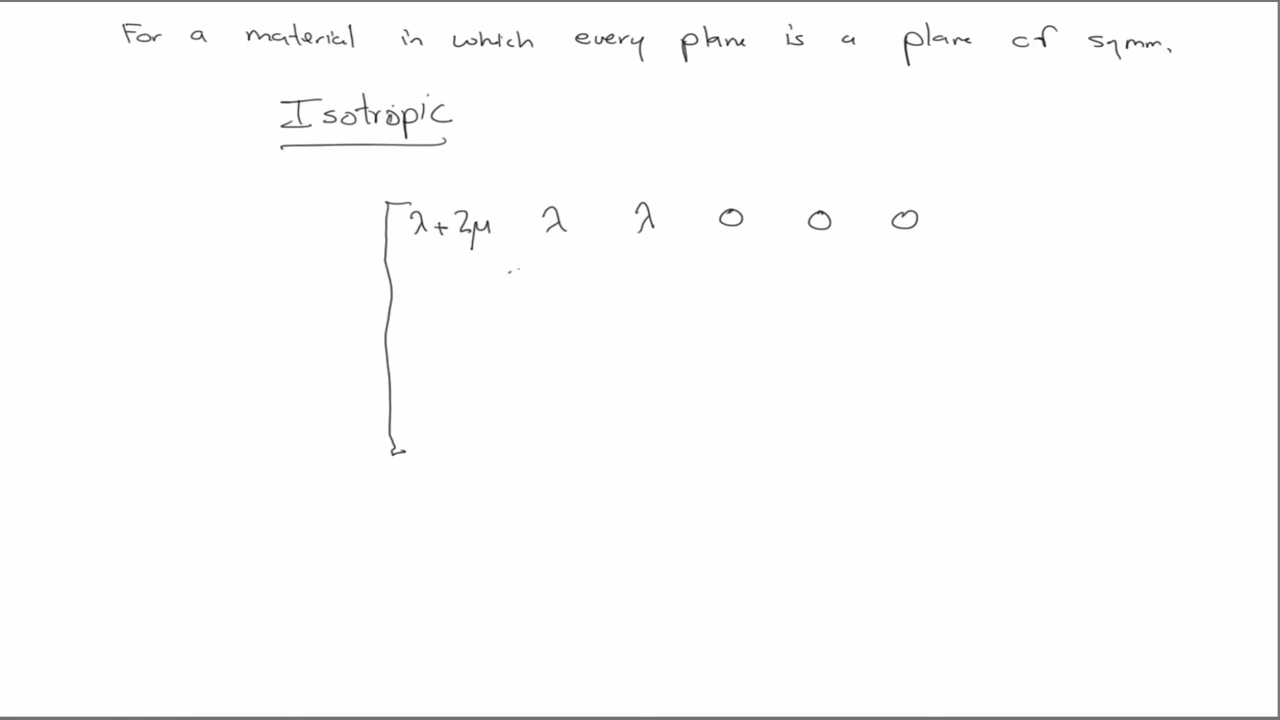 For a material in which every plane is a plane of symm.
Isotropic
λ+2μ λ λ 0 0 0